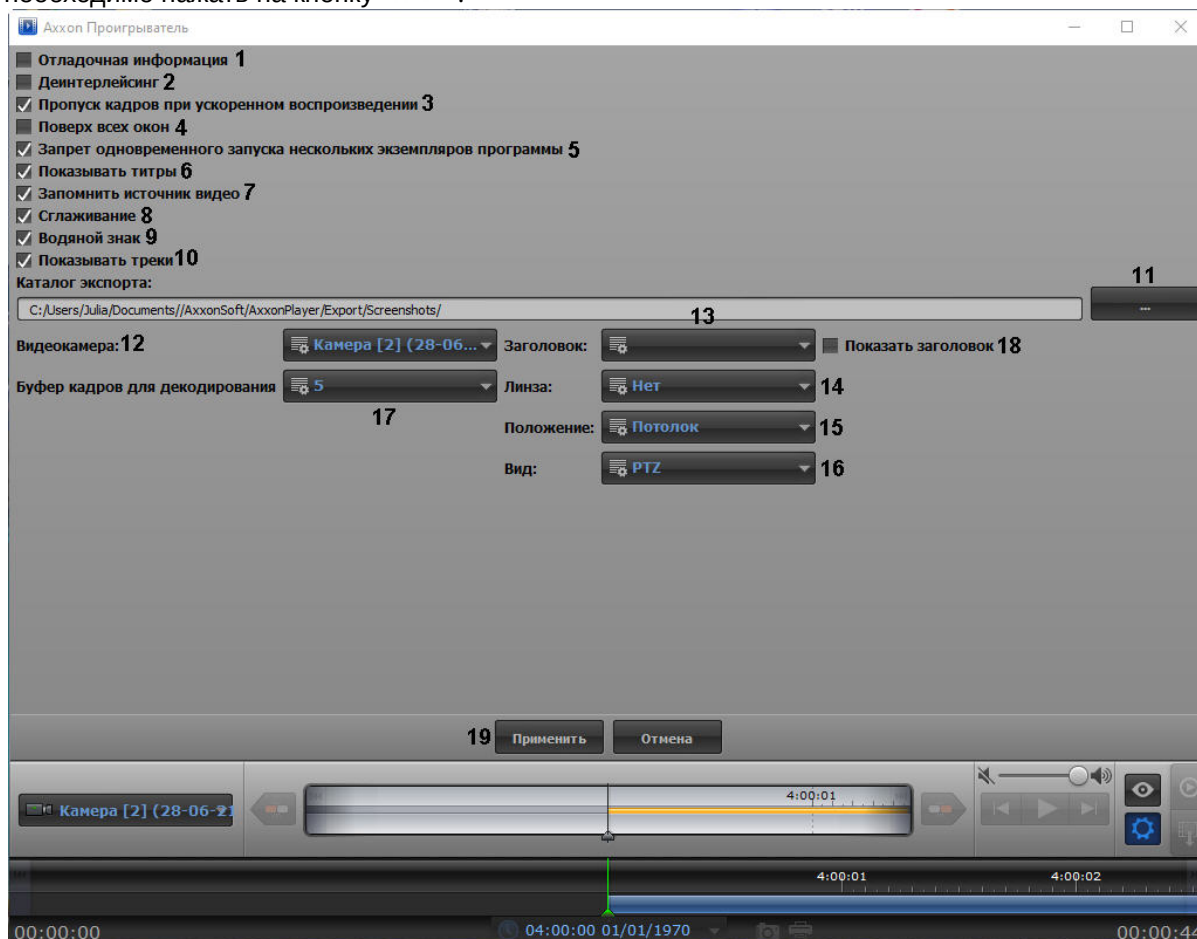 необходимо нажать на кнопку .
Axxon Проигрыватель
Отладочная информация 1
Деинтерлейсинг 2
Пропуск кадров при ускоренном воспроизведении 3
Поверх всех окон 4
Запрет одновременного запуска нескольких экземпляров программы 5
Показывать титры 6
Запомнить источник видео 7
Сглаживание 8
Водяной знак 9
Показывать треки 10
Каталог экспорта: 11
C:/Users/Julia/Documents//AxxonSoft/AxxonPlayer/Export/Screenshots/ ...
13
Видеокамера: 12 Камера [2] (28-06... Заголовок: Показать заголовок 18
Буфер кадров для декодирования 5 Линза: Нет 14
17
Положение: Потолок 15
Вид: PTZ 16
19 Применить Отмена
4:00:01
Камера [2] (28-06-21
4:00:01 4:00:02
00:00:00 04:00:00 01/01/1970 00:00:44